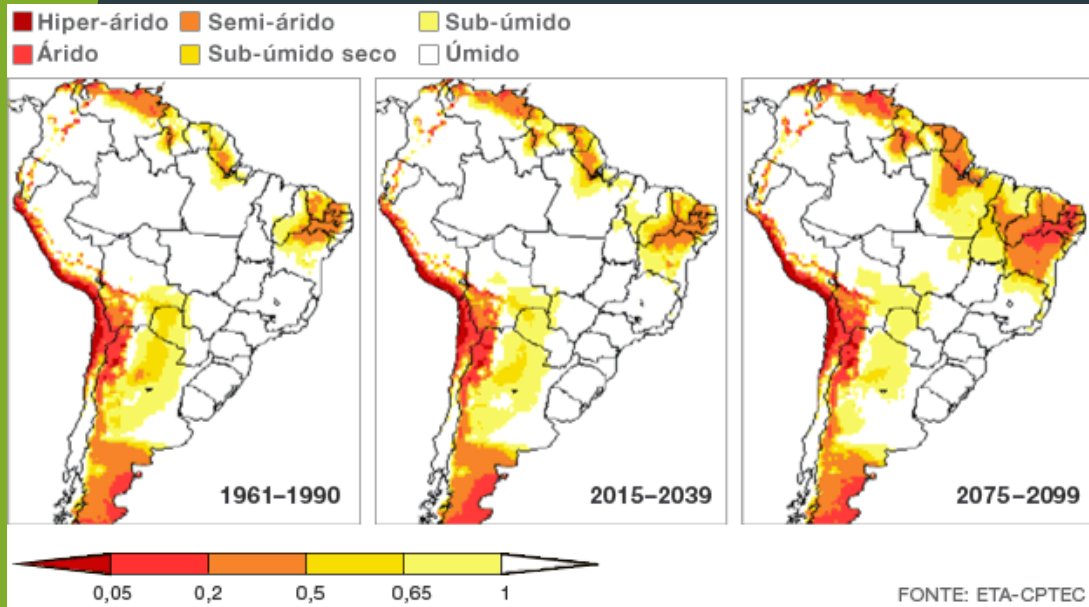 Hiper-árido Semi-árido Sub-úmido
Árido Sub-úmido seco Úmido
1961–1990 2015–2039 2075–2099
0,05 0,2 0,5 0,65 1
FONTE: ETA-CPTEC